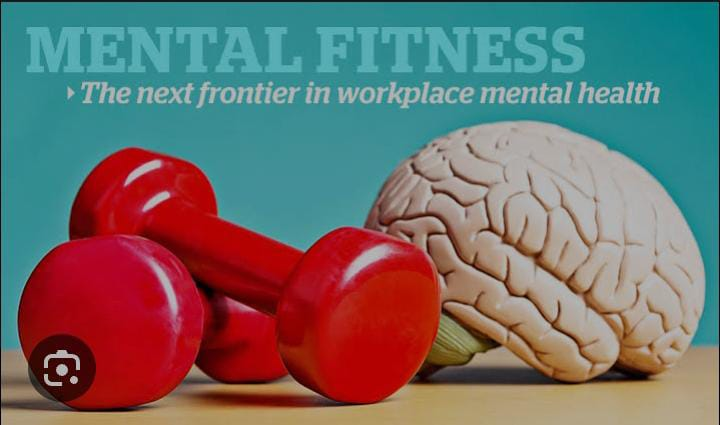 MENTAL FITNESS
The next frontier in workplace mental health